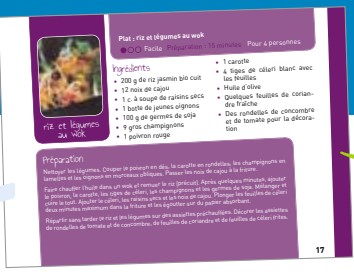 Plat : riz et légumes au wok
Facile Préparation : 15 minutes Pour 4 personnes
riz et légumes
au wok
Ingrédients
• 200 g de riz jasmin bio cuit
• 12 noix de cajou
• 1 c. à soupe de raisins secs
• 1 botte de jeunes oignons
• 100 g de germes de soja
• 9 gros champignons
• 1 poivron rouge
• 1 carotte
• 4 tiges de céleri blanc avec
les feuilles
• Huile d'olive
• Quelques feuilles de corian-
dre fraîche
• Des rondelles de concombre
et de tomate pour la décora-
tion
Préparation
Nettoyer les légumes. Couper le poivron en dés, la carotte en rondelles, les champignons en
lamelles et les oignons en morceaux obliques. Passer les noix de cajou à la friture.
Faire chauffer l'huile dans un wok et remuer le riz (précuit). Après quelques minutes, ajouter
le poivron, la carotte, les tiges de céleri, les champignons et les germes de soja. Mélanger et
cuire le tout. Ajouter le céleri, les raisins secs et les noix de cajou. Plonger les feuilles de céleri
deux minutes maximum dans la friture et les égoutter sur du papier absorbant.
Répartir sans tarder le riz et les légumes sur des assiettes préchauffées. Décorer les assiettes
de rondelles de tomate et de concombre, de feuilles de coriandre et de feuilles de céleri frites.
17